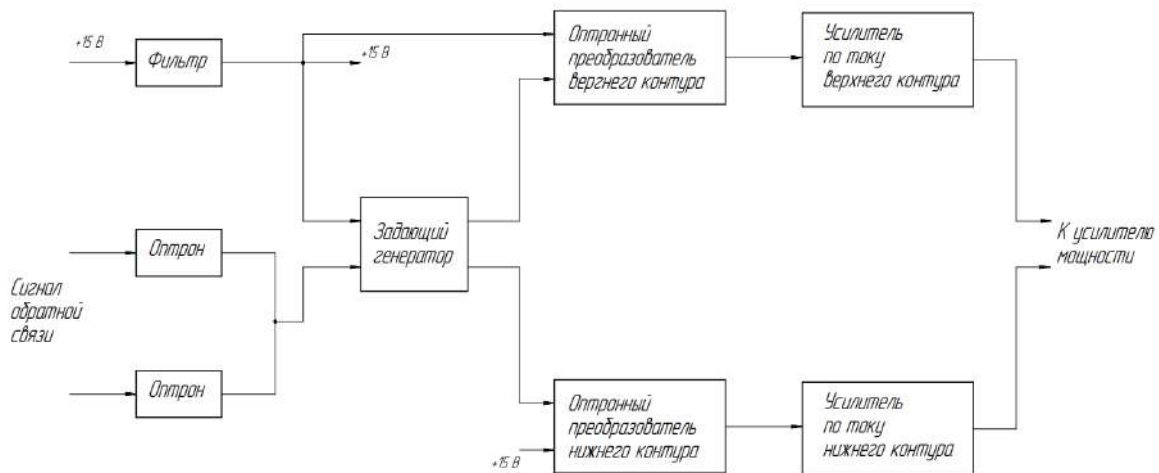 +15 В
Фильтр
+15 В
Оптронный
преобразователь
вергнего контура
Усилитель
по току
верхнего контура
Задающий
генератор
Оптрон
Сигнал
обратной
связи
Оптрон
К усилителю
мощности
Оптронный
преобразователь
нижнего контура
+15 В
Усилитель
по току
нижнего контура